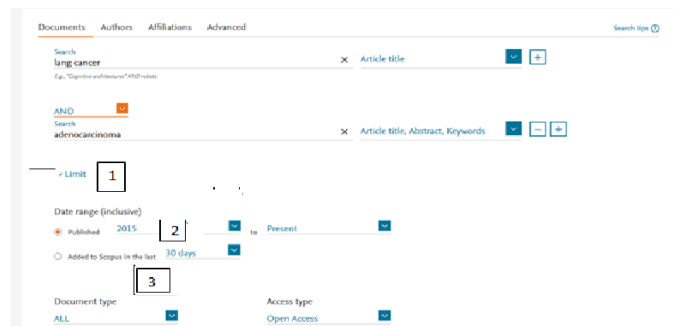 Documents Authors Affiliations Advanced Search tips
Search
lang cancer × Article title
E.g., "Cognitive architectures" AND robots
AND
Search
adenocarcinoma × Article title, Abstract, Keywords
Limit 1
Date range (inclusive)
Published 2015 2 to Present
Added to Scopus in the last 30 days
3
Document type Access type
ALL Open Access